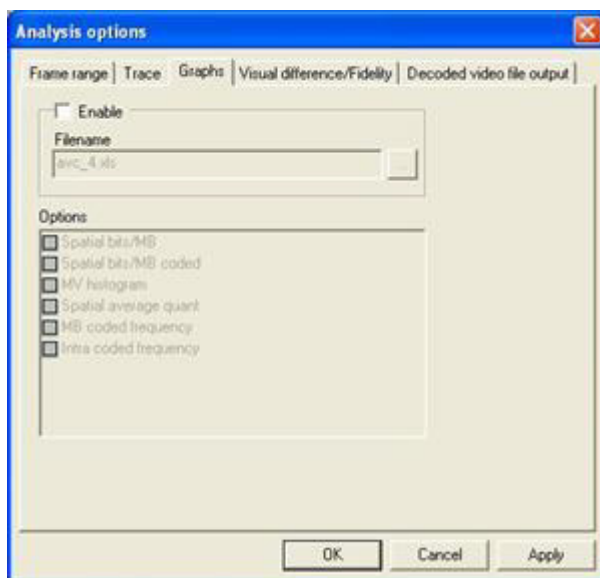 Analysis options
Frame range Trace Graphs Visual difference/Fidelity Decoded video file output
Enable
Filename
avc_4.xls
...
Options
Spatial bits/MB
Spatial bits/MB coded
MV histogram
Spatial average quant
MB coded frequency
Intra coded frequency
OK Cancel Apply